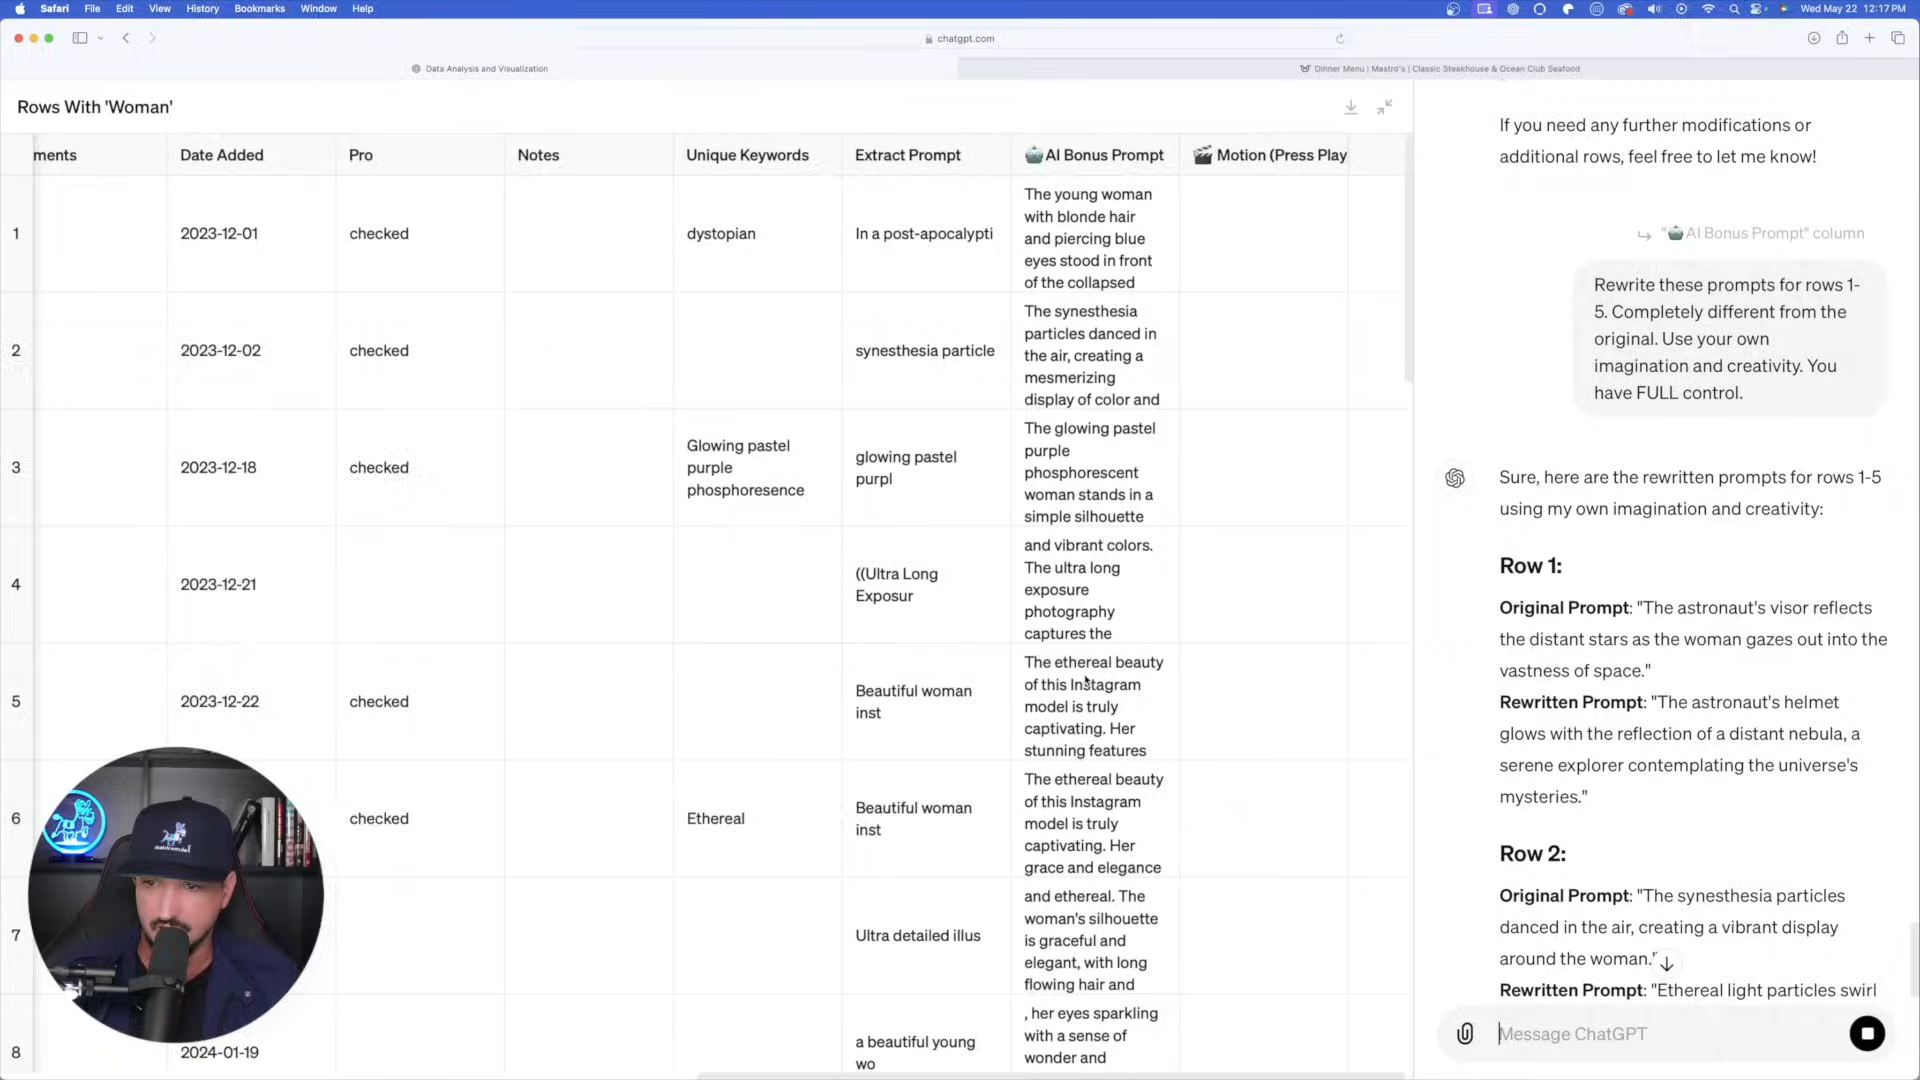 Safari File Edit View History Bookmarks Window Help
Wed May 22 12:17 PM
chatgpt.com
Data Analysis and Visualization
Dinner Menu | Mastro's | Classic Steakhouse & Ocean Club Seafood
Rows With 'Woman'
ments Date Added Pro Notes Unique Keywords Extract Prompt 🤖AI Bonus Prompt 🎬 Motion (Press Play
1 2023-12-01 checked dystopian In a post-apocalypti
The young woman
with blonde hair
and piercing blue
eyes stood in front
of the collapsed
2 2023-12-02 checked synesthesia particle
The synesthesia
particles danced in
the air, creating a
mesmerizing
display of color and
3 2023-12-18 checked
Glowing pastel
purple
phosphoresence
glowing pastel
purpl
The glowing pastel
purple
phosphorescent
woman stands in a
simple silhouette
4 2023-12-21
((Ultra Long
Exposur
and vibrant colors.
The ultra long
exposure
photography
captures the
5 2023-12-22 checked
Beautiful woman
inst
The ethereal beauty
of this Instagram
model is truly
captivating. Her
stunning features
6 checked Ethereal
Beautiful woman
inst
The ethereal beauty
of this Instagram
model is truly
captivating. Her
grace and elegance
7 Ultra detailed illus
and ethereal. The
woman's silhouette
is graceful and
elegant, with long
flowing hair and
8 2024-01-19
a beautiful young
wo
, her eyes sparkling
with a sense of
wonder and
If you need any further modifications or
additional rows, feel free to let me know!
"🤖AI Bonus Prompt" column
Rewrite these prompts for rows 1-
5. Completely different from the
original. Use your own
imagination and creativity. You
have FULL control.
Sure, here are the rewritten prompts for rows 1-5
using my own imagination and creativity:
Row 1:
Original Prompt: "The astronaut's visor reflects
the distant stars as the woman gazes out into the
vastness of space."
Rewritten Prompt: "The astronaut's helmet
glows with the reflection of a distant nebula, a
serene explorer contemplating the universe's
mysteries."
Row 2:
Original Prompt: "The synesthesia particles
danced in the air, creating a vibrant display
around the woman."
Rewritten Prompt: "Ethereal light particles swirl
Message ChatGPT